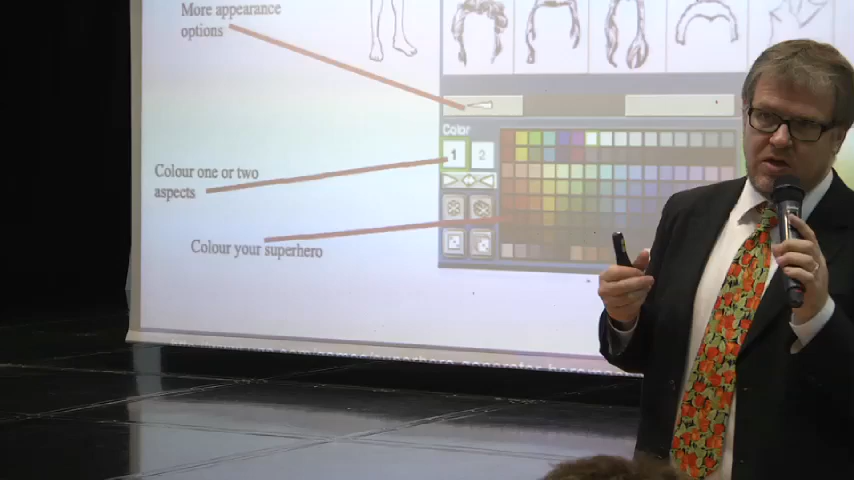 More appearance
options
Color
1 2
Colour one or two
aspects
Colour your superhero